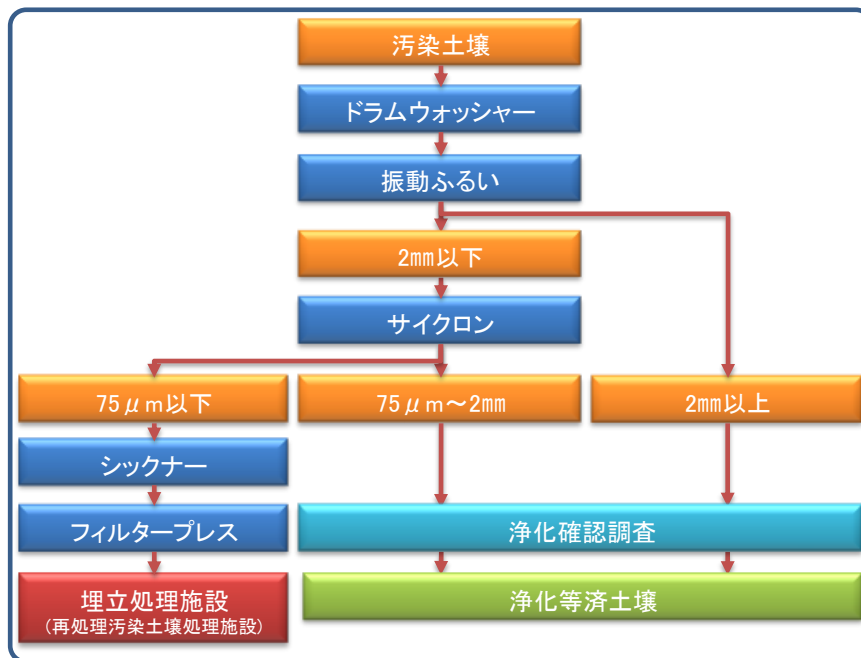 汚染土壌
ドラムウォッシャー
振動ふるい
2㎜以下
サイクロン
75μm以下
75μm～2㎜
2㎜以上
シックナー
フィルタープレス
浄化確認調査
埋立処理施設
(再処理汚染土壌処理施設)
浄化等済土壌